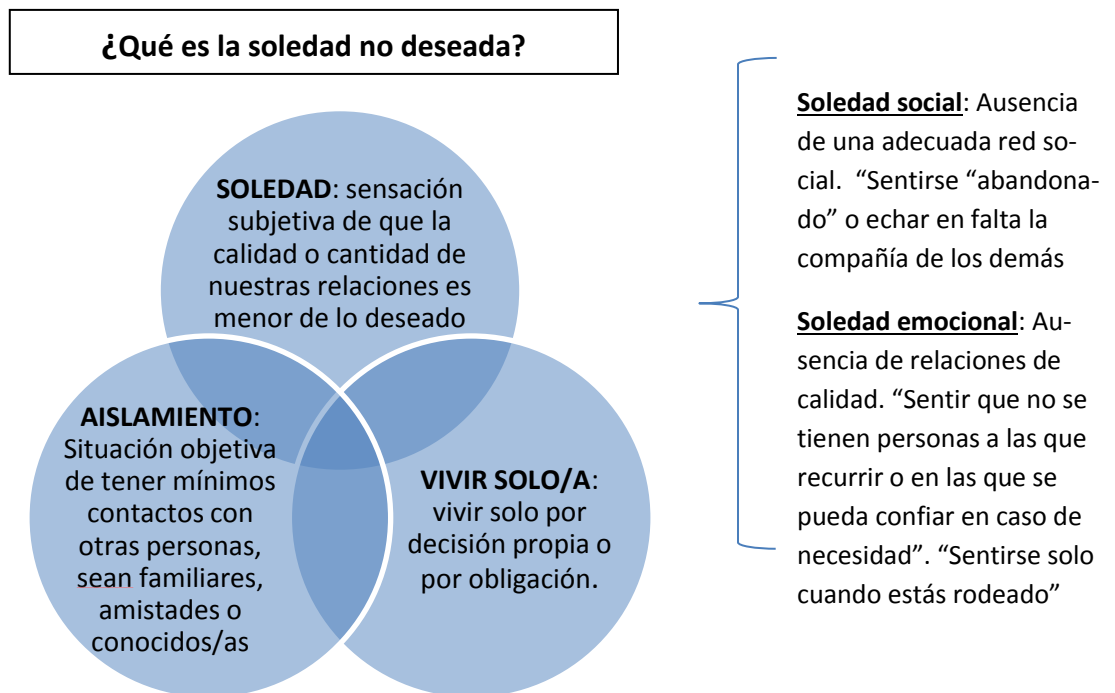 ¿Qué es la soledad no deseada?
SOLEDAD: sensación
subjetiva de que la
calidad o cantidad de
nuestras relaciones es
menor de lo deseado
AISLAMIENTO:
Situación objetiva
de tener mínimos
contactos con
otras personas,
sean familiares,
amistades o
conocidos/as
VIVIR SOLO/A:
vivir solo por
decisión propia o
por obligación.
Soledad social: Ausencia
de una adecuada red so-
cial.  “Sentirse “abandona-
do” o echar en falta la
compañía de los demás
Soledad emocional: Au-
sencia de relaciones de
calidad. “Sentir que no se
tienen personas a las que
recurrir o en las que se
pueda confiar en caso de
necesidad”. “Sentirse solo
cuando estás rodeado”